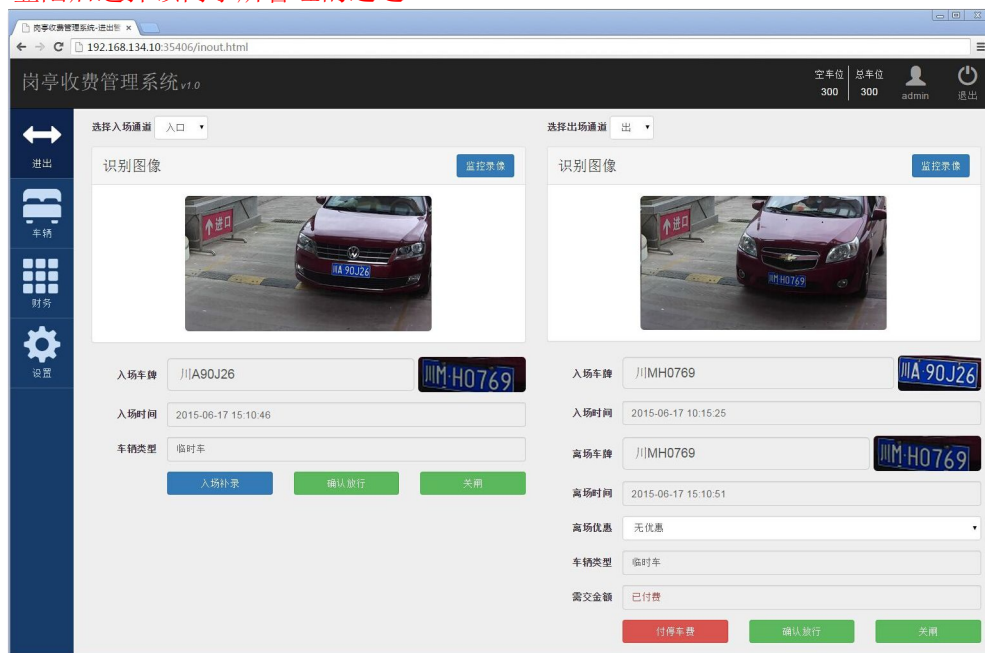 岗亭收费管理系统-进出管
192.168.134.10:35406/inout.html
岗亭收费管理系统v1.0
空车位 总车位
300 300 admin 退出
进出
车辆
财务
设置
选择入场通道 入口
识别图像 监控录像
进口
川A 90J26
入场车牌 川A90J26 川M·H0769
入场时间 2015-06-17 15:10:46
车辆类型 临时车
入场补录 确认放行 关闸
选择出场通道 出
识别图像 监控录像
进口
川M H0769
入场车牌 川MH0769 川A·90J26
入场时间 2015-06-17 10:15:25
离场车牌 川MH0769 川M·H0769
离场时间 2015-06-17 15:10:51
离场优惠 无优惠
车辆类型 临时车
需交金额 已付费
付停车费 确认放行 关闸